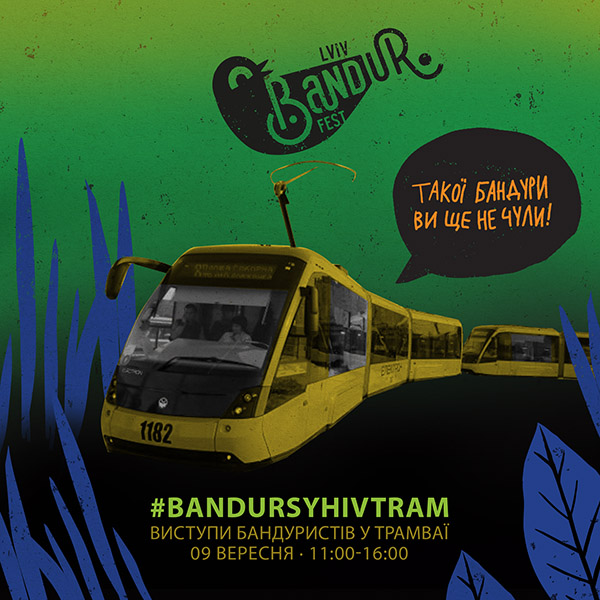 LVIV
BANDUR.
FEST
ТАКОЇ БАНДУРИ
ВИ ЩЕ НЕ ЧУЛИ!
ELECTRON
1182
#BANDURSYHIVTRAM
ВИСТУПИ БАНДУРИСТІВ У ТРАМВАЇ
09 ВЕРЕСНЯ · 11:00-16:00